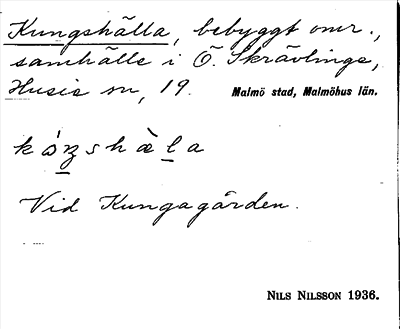 Kungshälla, bebyggt omr.,
samhälle i Ö. Skrävlinge,
Husie sn, 19. Malmö stad, Malmöhus län.
Vid Kungagården.
NILS NILSSON 1936.